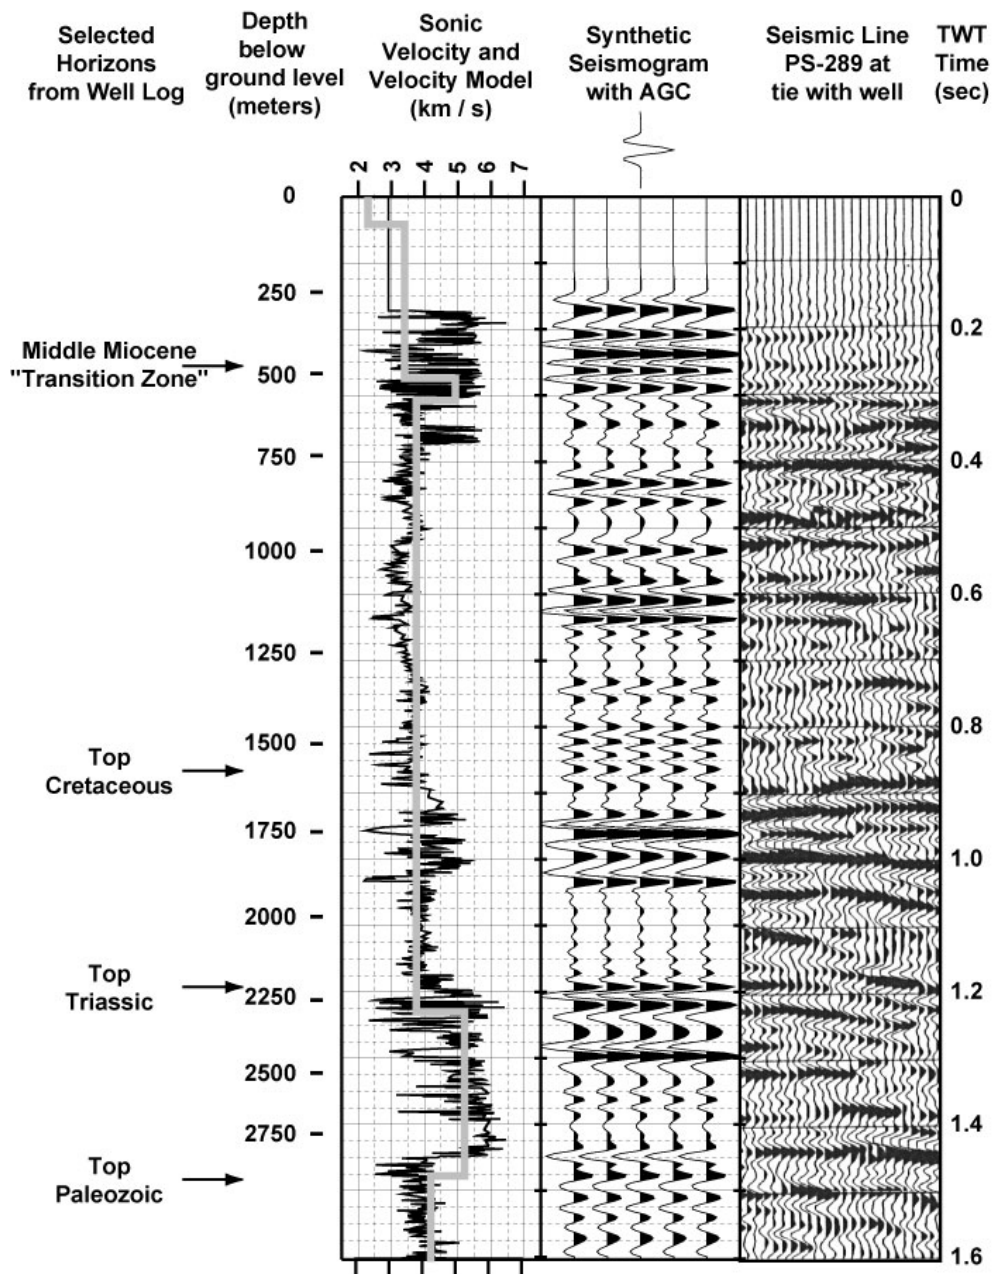 Selected
Horizons
from Well Log
Depth
below
ground level
(meters)
Sonic
Velocity and
Velocity Model
(km / s)
Synthetic
Seismogram
with AGC
Seismic Line
PS-289 at
tie with well
TWT
Time
(sec)
2 3 4 5 6 7
0
250
500
750
1000
1250
1500
1750
2000
2250
2500
2750
Middle Miocene
"Transition Zone"
Top
Cretaceous
Top
Triassic
Top
Paleozoic
0
0.2
0.4
0.6
0.8
1.0
1.2
1.4
1.6